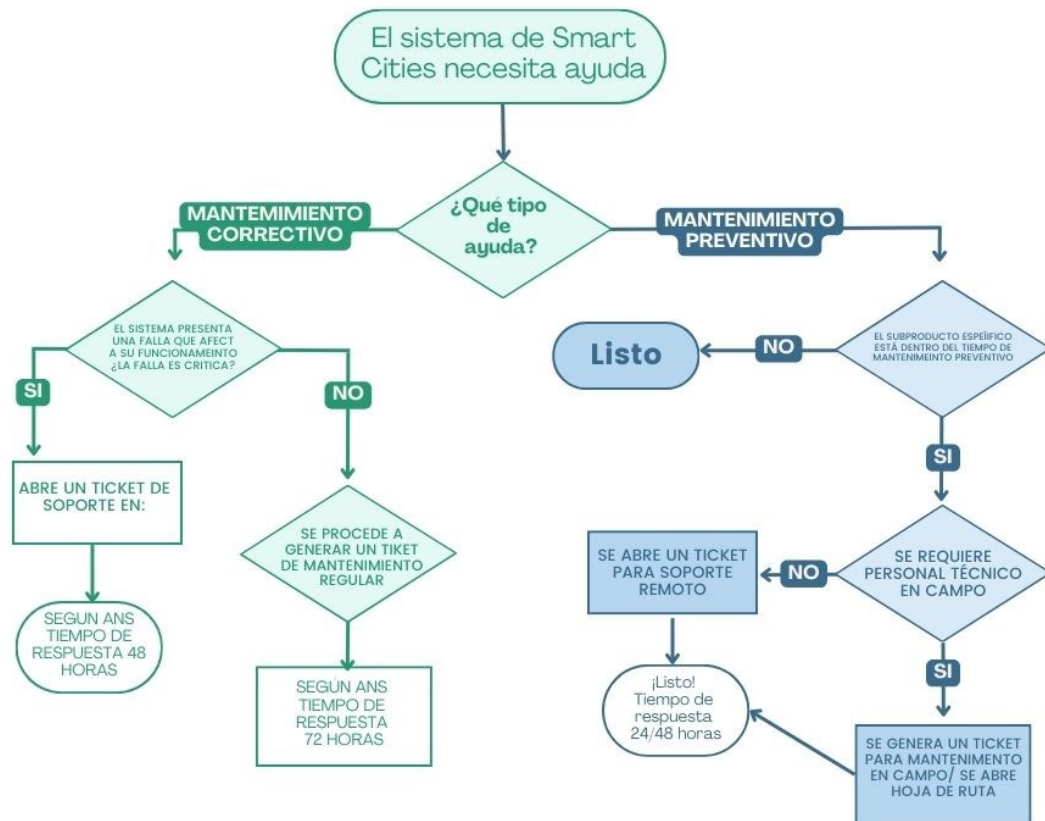 El sistema de Smart
Cities necesita ayuda
¿Qué tipo
de
ayuda?
MANTEMIMIENTO
CORRECTIVO
MANTENIMIENTO
PREVENTIVO
EL SISTEMA PRESENTA
UNA FALLA QUE AFECT
A SU FUNCIONAMEINTO
¿LA FALLA ES CRITICA?
SI
NO
ABRE UN TICKET DE
SOPORTE EN:
SEGUN ANS
TIEMPO DE
RESPUESTA 48
HORAS
SE PROCEDE A
GENERAR UN TIKET
DE MANTENIMIENTO
REGULAR
SEGÚN ANS
TIEMPO DE
RESPUESTA
72 HORAS
EL SUBPRODUCTO ESPEÍIFICO
ESTÁ DENTRO DEL TIEMPO DE
MANTENIMEINTO PREVENTIVO
NO
Listo
SI
SE REQUIERE
PERSONAL TÉCNICO
EN CAMPO
NO
SE ABRE UN TICKET
PARA SOPORTE
REMOTO
SI
¡Listo!
Tiempo de
respuesta
24/48 horas
SE GENERA UN TICKET
PARA MANTENIMENTO
EN CAMPO/ SE ABRE
HOJA DE RUTA